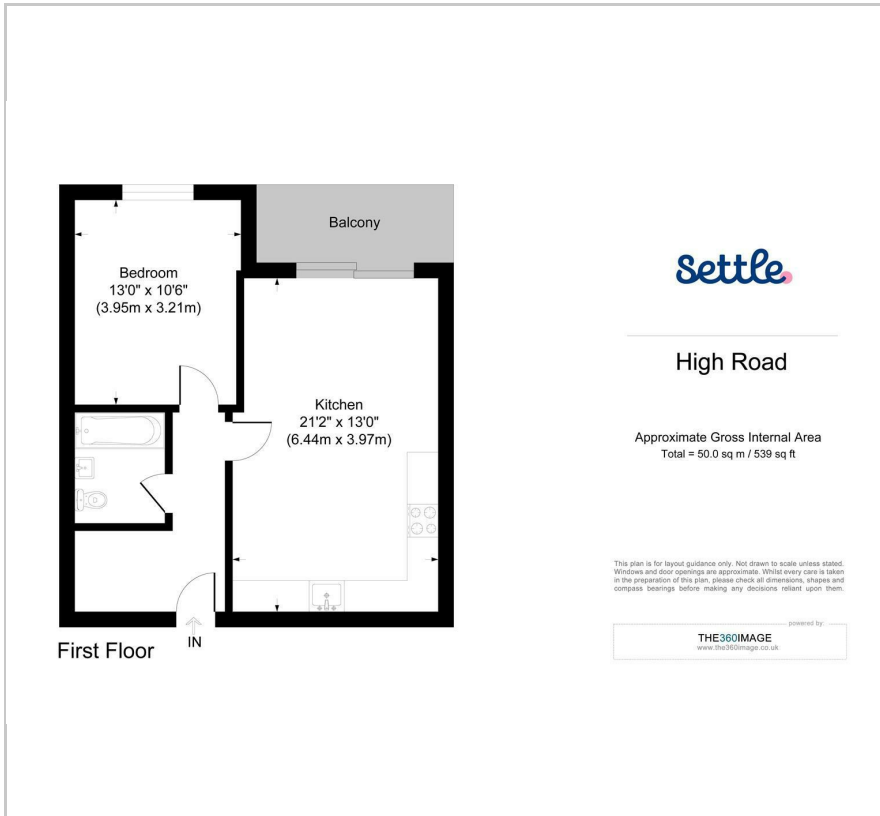 Balcony
Bedroom
13'0" x 10'6"
(3.95m x 3.21m)
Kitchen
21'2" x 13'0"
(6.44m x 3.97m)
IN
First Floor
settle
High Road
Approximate Gross Internal Area
Total = 50.0 sq m / 539 sq ft
This plan is for layout guidance only. Not drawn to scale unless stated.
Windows and door openings are approximate. Whilst every care is taken
in the preparation of this plan, please check all dimensions, shapes and
compass bearings before making any decisions reliant upon them.
powered by:
THE360IMAGE
www.the360image.co.uk